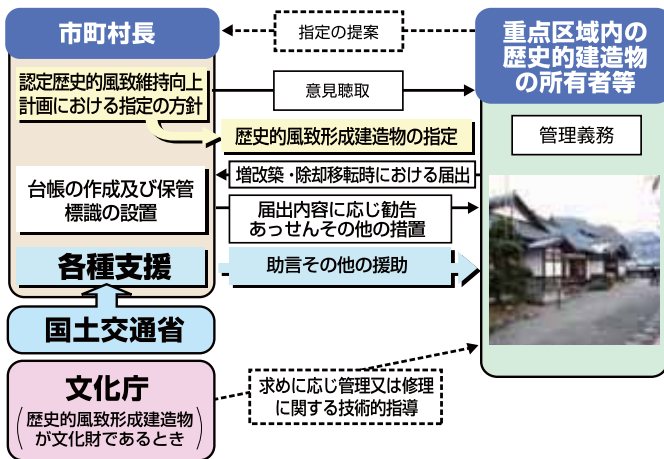 市町村長
指定の提案
重点区域内の
歴史的建造物
の所有者等
認定歴史的風致維持向上
計画における指定の方針
意見聴取
歴史的風致形成建造物の指定
管理義務
増改築・除却移転時における届出
台帳の作成及び保管
標識の設置
届出内容に応じ勧告
あっせんその他の措置
各種支援
助言その他の援助
国土交通省
文化庁
(歴史的風致形成建造物
が文化財であるとき)
求めに応じ管理又は修理
に関する技術的指導